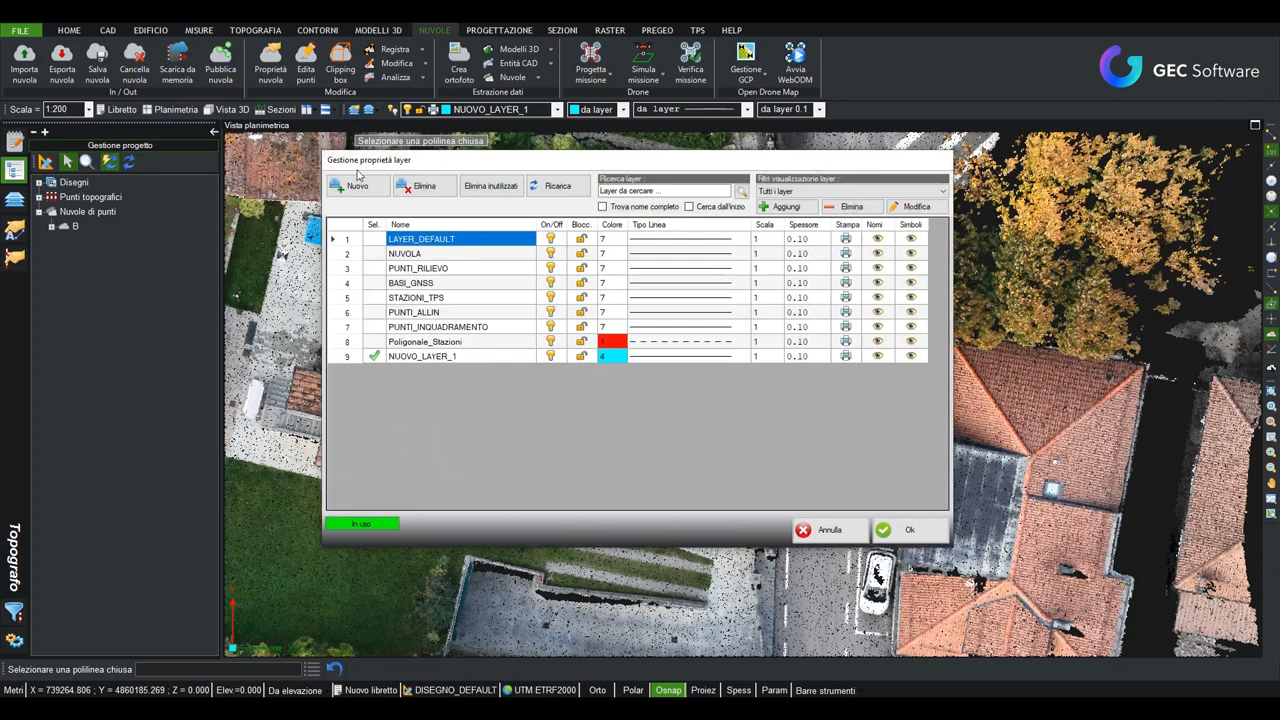 FILE HOME CAD EDIFICIO MISURE TOPOGRAFIA CONTORNI MODELLI 3D NUVOLE PROGETTAZIONE SEZIONI RASTER PREGEO TPS HELP
Importa nuvola Esporta nuvola Salva nuvola Cancella nuvola Scarica da memoria Pubblica nuvola
In / Out
Proprietà nuvola Edita punti Clipping box Registra Modifica Analizza
Modifica
Crea ortofoto Modelli 3D Entità CAD Nuvole
Estrazione dati
Progetta missione Simula missione Verifica missione
Drone
Gestione GCP Avvia WebODM
Open Drone Map
GEC Software
Scala = 1:200 Libretto Planimetria Vista 3D Sezioni NUOVO_LAYER_1 da layer da layer da layer 0.1
Gestione progetto
Disegni
Punti topografici
Nuvole di punti
B
Topografo
Vista planimetrica
Selezionare una polilinea chiusa
Gestione proprietà layer
Nuovo Elimina Elimina inutilizzati Ricarica
Ricerca layer :
Layer da cercare ...
Trova nome completo Cerca dall'Inizio
Filtri visualizzazione layer :
Tutti i layer
Aggiungi Elimina Modifica
Sel. Nome On/Off Blocc. Colore Tipo Linea Scala Spessore Stampa Nomi Simboli
1 LAYER_DEFAULT 7 1 0.10
2 NUVOLA 7 1 0.10
3 PUNTI_RILIEVO 7 1 0.10
4 BASI_GNSS 7 1 0.10
5 STAZIONI_TPS 7 1 0.10
6 PUNTI_ALLIN 7 1 0.10
7 PUNTI_INQUADRAMENTO 7 1 0.10
8 Poligonale_Stazioni 1 1 0.10
9 NUOVO_LAYER_1 4 1 0.10
In uso
Annulla Ok
Selezionare una polilinea chiusa
Metri X = 739264.806 ; Y = 4860185.269 ; Z = 0.000 Elev.=0.000 Da elevazione Nuovo libretto DISEGNO_DEFAULT UTM ETRF2000 Orto Polar Osnap Proiez Spess Param Barre strumenti